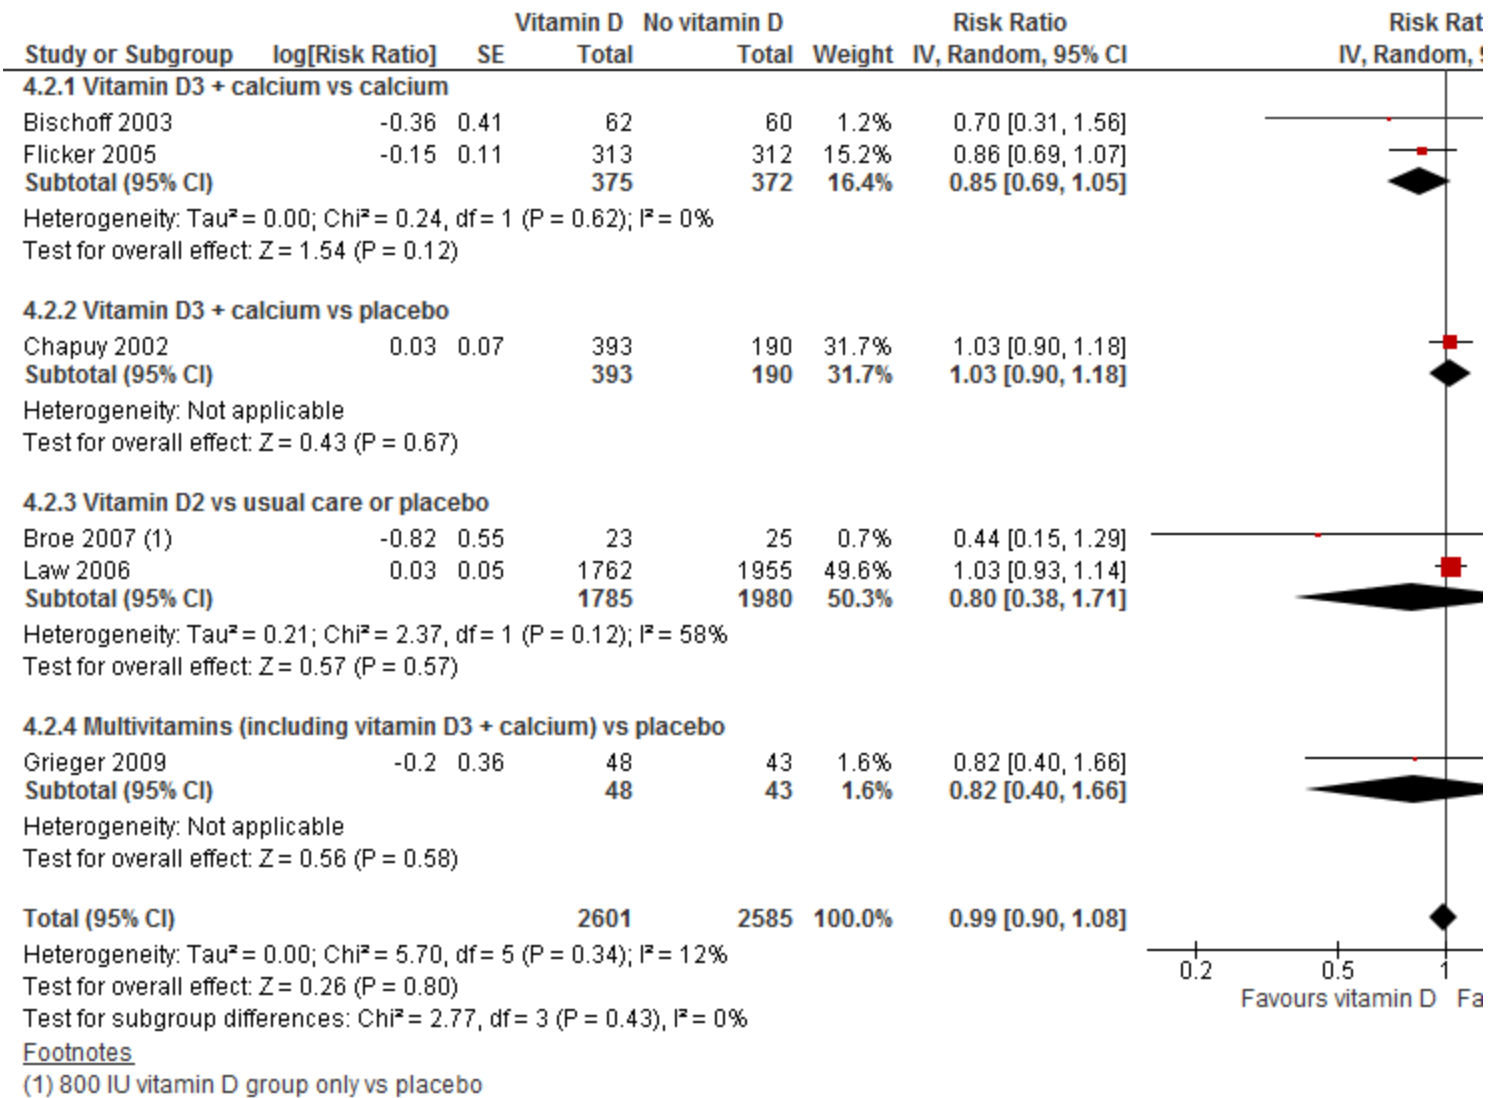 Vitamin D No vitamin D Risk Ratio Risk Rat
Study or Subgroup log[Risk Ratio] SE Total Total Weight IV, Random, 95% CI IV, Random,
4.2.1 Vitamin D3 + calcium vs calcium
Bischoff 2003 -0.36 0.41 62 60 1.2% 0.70 [0.31, 1.56]
Flicker 2005 -0.15 0.11 313 312 15.2% 0.86 [0.69, 1.07]
Subtotal (95% CI) 375 372 16.4% 0.85 [0.69, 1.05]
Heterogeneity: Tau² = 0.00; Chi² = 0.24, df = 1 (P = 0.62); I² = 0%
Test for overall effect: Z = 1.54 (P = 0.12)
4.2.2 Vitamin D3 + calcium vs placebo
Chapuy 2002 0.03 0.07 393 190 31.7% 1.03 [0.90, 1.18]
Subtotal (95% CI) 393 190 31.7% 1.03 [0.90, 1.18]
Heterogeneity: Not applicable
Test for overall effect: Z = 0.43 (P = 0.67)
4.2.3 Vitamin D2 vs usual care or placebo
Broe 2007 (1) -0.82 0.55 23 25 0.7% 0.44 [0.15, 1.29]
Law 2006 0.03 0.05 1762 1955 49.6% 1.03 [0.93, 1.14]
Subtotal (95% CI) 1785 1980 50.3% 0.80 [0.38, 1.71]
Heterogeneity: Tau² = 0.21; Chi² = 2.37, df = 1 (P = 0.12); I² = 58%
Test for overall effect: Z = 0.57 (P = 0.57)
4.2.4 Multivitamins (including vitamin D3 + calcium) vs placebo
Grieger 2009 -0.2 0.36 48 43 1.6% 0.82 [0.40, 1.66]
Subtotal (95% CI) 48 43 1.6% 0.82 [0.40, 1.66]
Heterogeneity: Not applicable
Test for overall effect: Z = 0.56 (P = 0.58)
Total (95% CI) 2601 2585 100.0% 0.99 [0.90, 1.08]
Heterogeneity: Tau² = 0.00; Chi² = 5.70, df = 5 (P = 0.34); I² = 12%
Test for overall effect: Z = 0.26 (P = 0.80)
Test for subgroup differences: Chi² = 2.77, df = 3 (P = 0.43), I² = 0%
0.2 0.5 1
Favours vitamin D Fa
Footnotes
(1) 800 IU vitamin D group only vs placebo